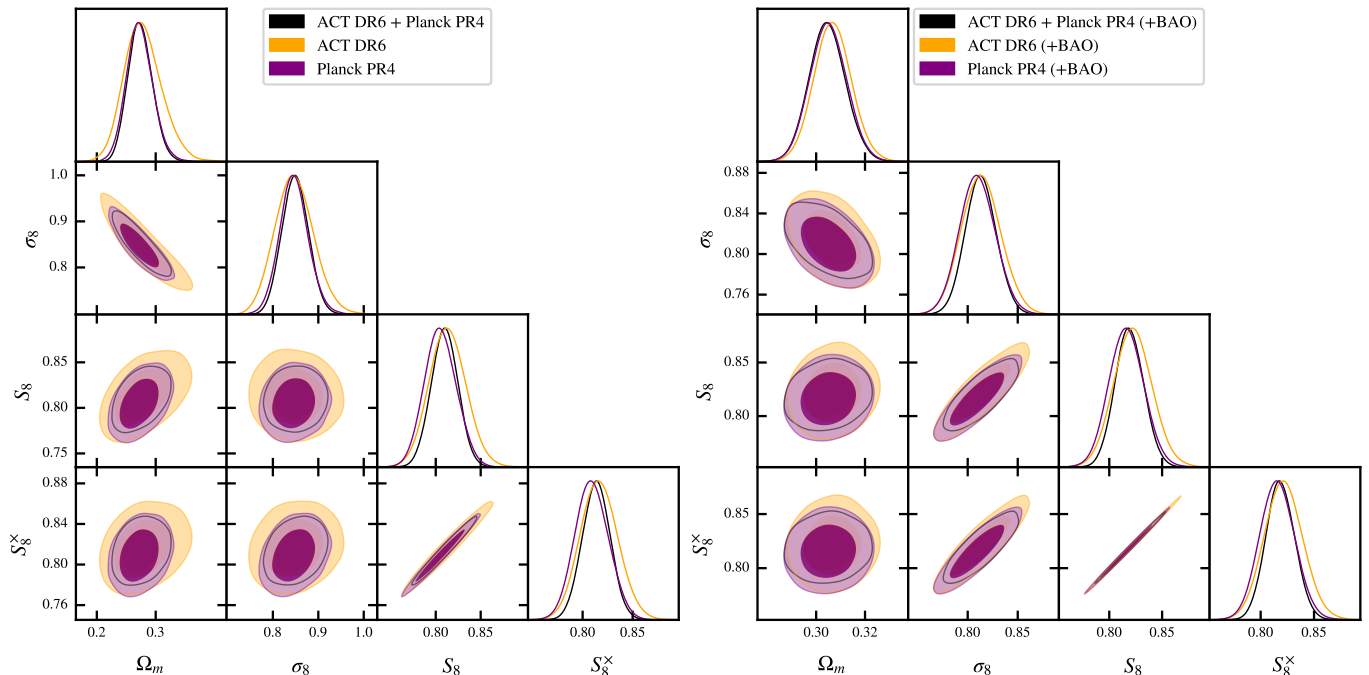 ACT DR6 + Planck PR4
ACT DR6
Planck PR4
1.0
0.9
0.8
σ₈
0.85
0.80
0.75
S₈
0.88
0.84
0.80
0.76
S₈×
0.2 0.3
0.8 0.9 1.0
0.80 0.85
0.80 0.85
Ωₘ
σ₈
S₈
S₈×
ACT DR6 + Planck PR4 (+BAO)
ACT DR6 (+BAO)
Planck PR4 (+BAO)
0.88
0.84
0.80
0.76
σ₈
0.85
0.80
S₈
0.85
0.80
S₈×
0.30 0.32
0.80 0.85
0.80 0.85
0.80 0.85
Ωₘ
σ₈
S₈
S₈×